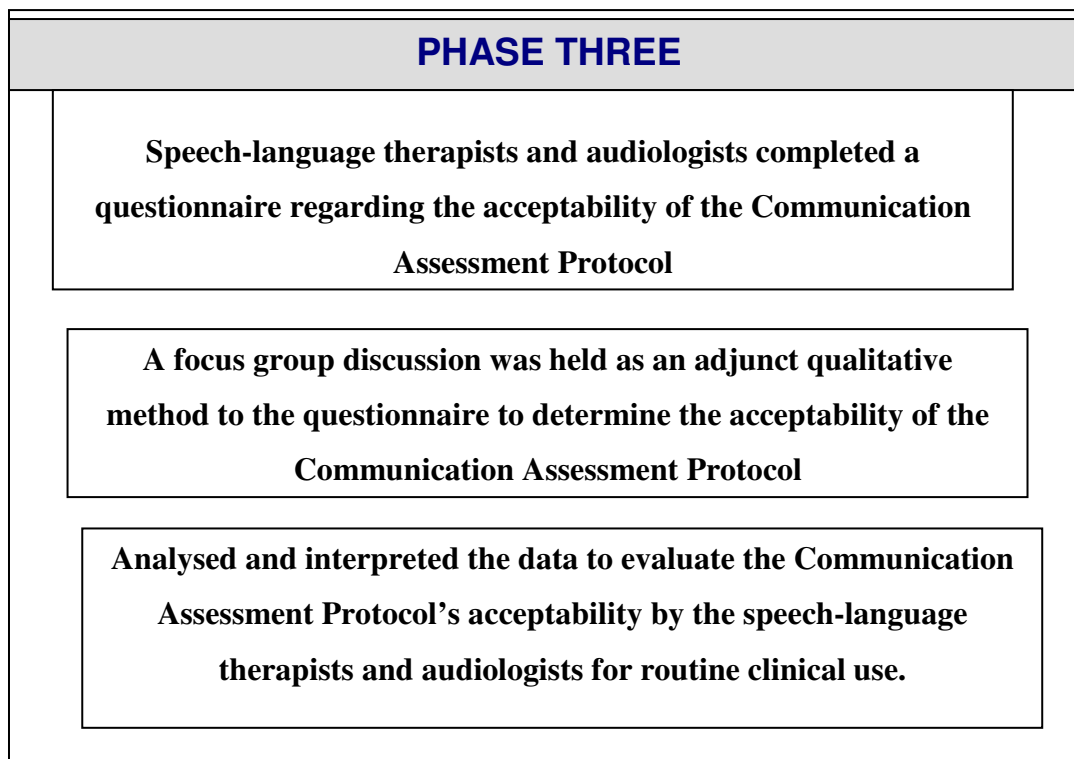 PHASE THREE
Speech-language therapists and audiologists completed a
questionnaire regarding the acceptability of the Communication
Assessment Protocol
A focus group discussion was held as an adjunct qualitative
method to the questionnaire to determine the acceptability of the
Communication Assessment Protocol
Analysed and interpreted the data to evaluate the Communication
Assessment Protocol’s acceptability by the speech-language
therapists and audiologists for routine clinical use.